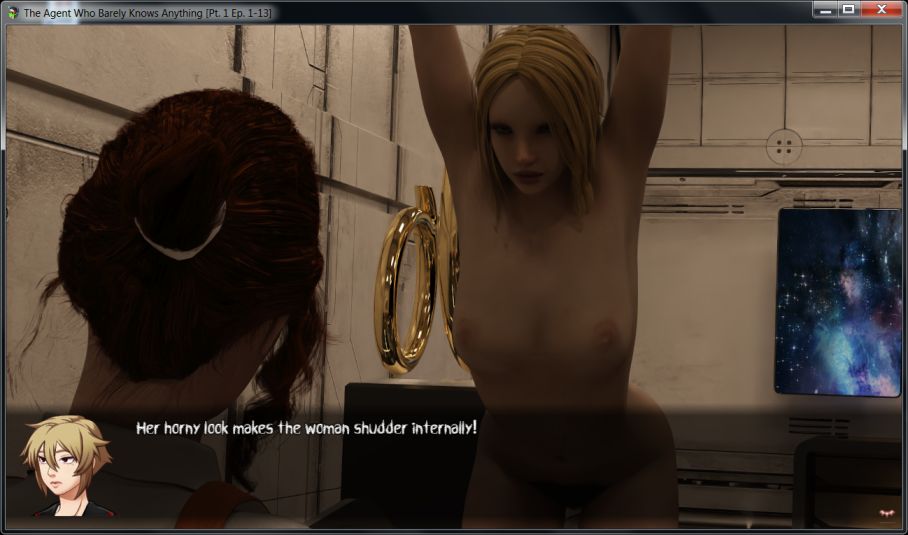 The Agent Who Barely Knows Anything [Pt. 1 Ep. 1-13]
Her horny look makes the woman shudder internally!